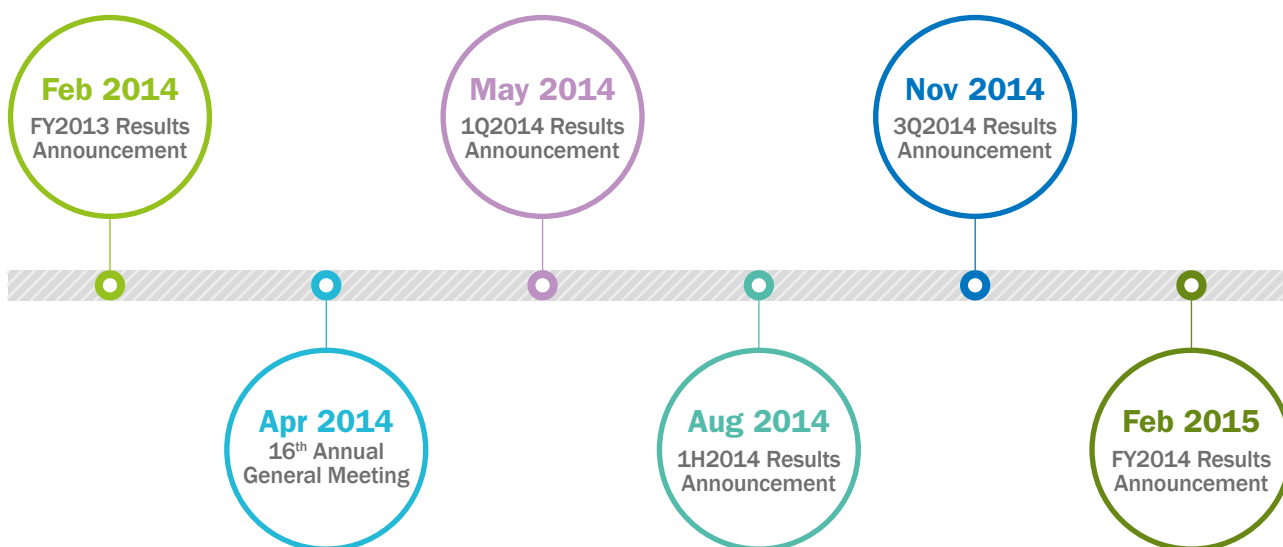 Feb 2014
FY2013 Results
Announcement
Apr 2014
16th Annual
General Meeting
May 2014
1Q2014 Results
Announcement
Aug 2014
1H2014 Results
Announcement
Nov 2014
3Q2014 Results
Announcement
Feb 2015
FY2014 Results
Announcement